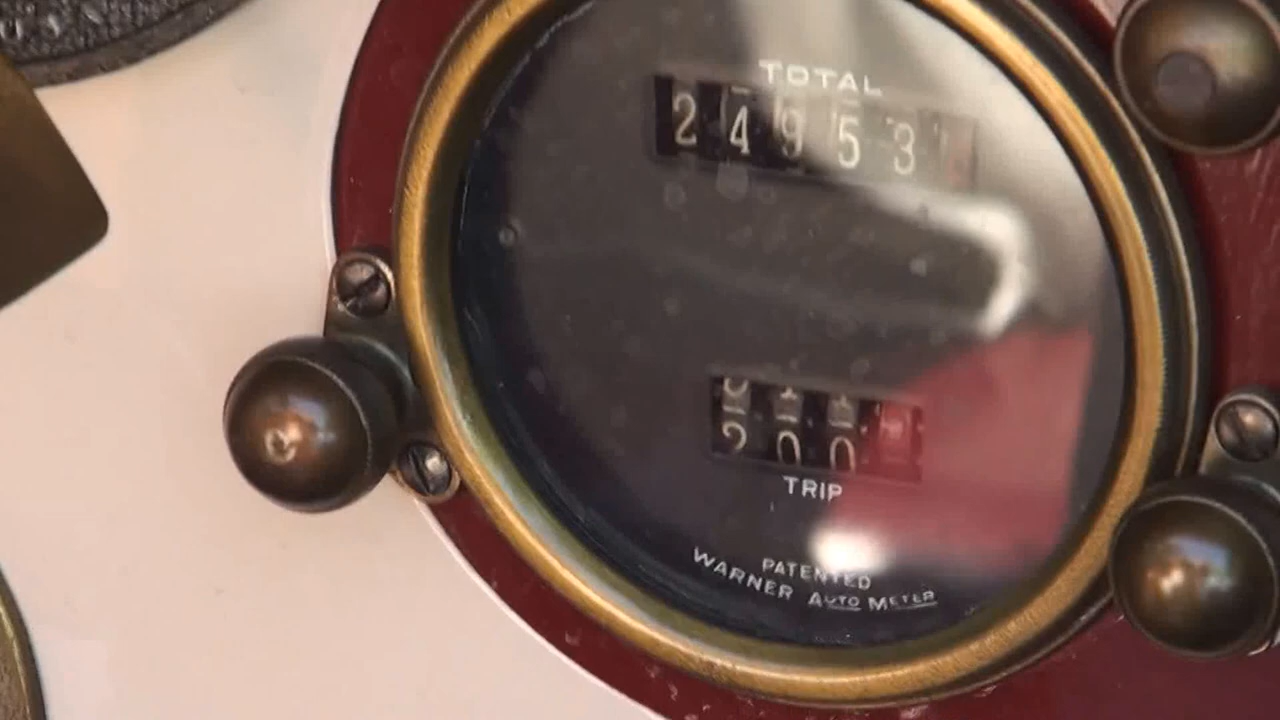 TOTAL
24953
200
TRIP
PATENTED
WARNER AUTO METER